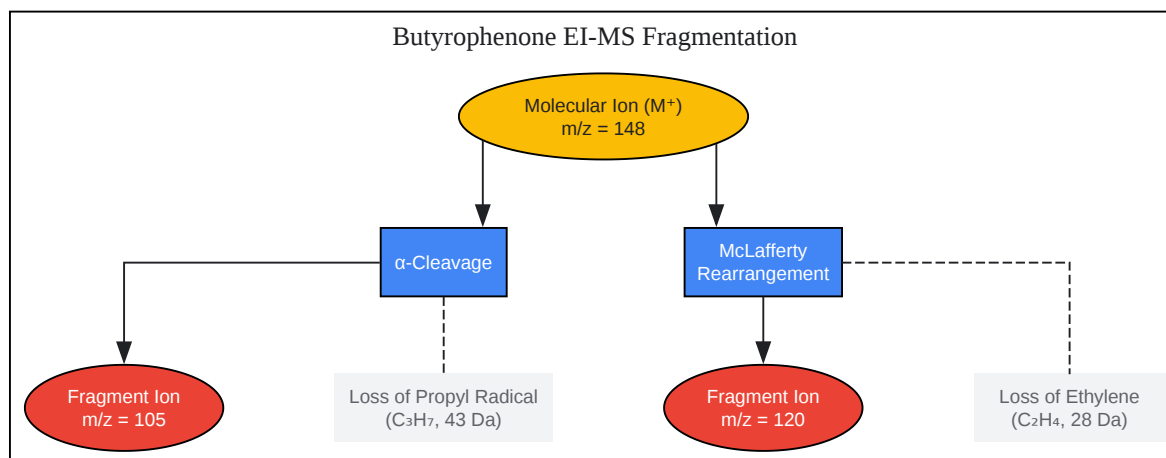 Butyrophenone EI-MS Fragmentation
Molecular Ion (M⁺)
m/z = 148
α-Cleavage
McLafferty
Rearrangement
Fragment Ion
m/z = 105
Loss of Propyl Radical
(C₃H₇, 43 Da)
Fragment Ion
m/z = 120
Loss of Ethylene
(C₂H₄, 28 Da)